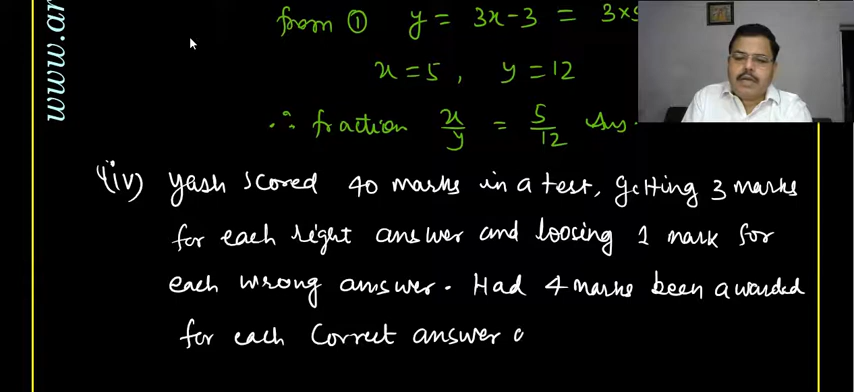 www.ar
from ① y = 3x-3 = 3×5
x = 5 , y = 12
∴ fraction x/y = 5/12 Ans.
(iv) Yash scored 40 marks in a test, getting 3 marks
for each right answer and loosing 1 mark for
each wrong answer. Had 4 marks been awarded
for each correct answer a